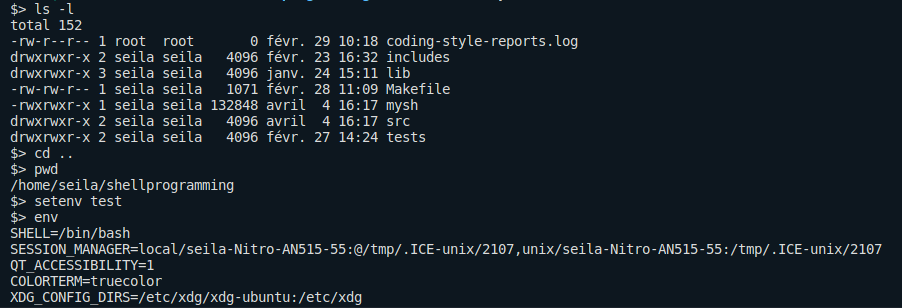 $> ls -l
total 152
-rw-r--r-- 1 root  root       0 févr. 29 10:18 coding-style-reports.log
drwxrwxr-x 2 seila seila   4096 févr. 23 16:32 includes
drwxrwxr-x 3 seila seila   4096 janv. 24 15:11 lib
-rw-rw-r-- 1 seila seila   1071 févr. 28 11:09 Makefile
-rwxrwxr-x 1 seila seila 132848 avril  4 16:17 mysh
drwxrwxr-x 2 seila seila   4096 avril  4 16:17 src
drwxrwxr-x 2 seila seila   4096 févr. 27 14:24 tests
$> cd ..
$> pwd
/home/seila/shellprogramming
$> setenv test
$> env
SHELL=/bin/bash
SESSION_MANAGER=local/seila-Nitro-AN515-55:@/tmp/.ICE-unix/2107,unix/seila-Nitro-AN515-55:/tmp/.ICE-unix/2107
QT_ACCESSIBILITY=1
COLORTERM=truecolor
XDG_CONFIG_DIRS=/etc/xdg/xdg-ubuntu:/etc/xdg